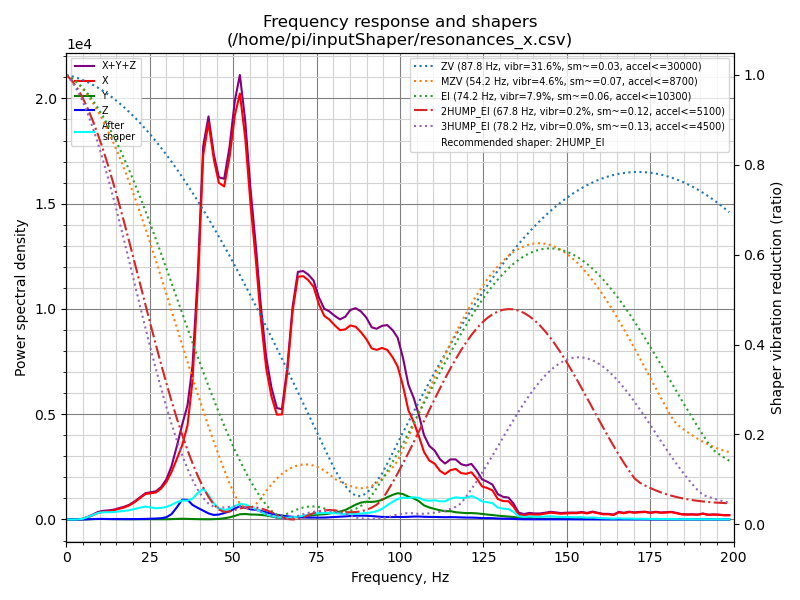 Frequency response and shapers
(/home/pi/inputShaper/resonances_x.csv)
1e4
X+Y+Z
X
Y
Z
After
shaper
ZV (87.8 Hz, vibr=31.6%, sm~=0.03, accel<=30000)
MZV (54.2 Hz, vibr=4.6%, sm~=0.07, accel<=8700)
EI (74.2 Hz, vibr=7.9%, sm~=0.06, accel<=10300)
2HUMP_EI (67.8 Hz, vibr=0.2%, sm~=0.12, accel<=5100)
3HUMP_EI (78.2 Hz, vibr=0.0%, sm~=0.13, accel<=4500)
Recommended shaper: 2HUMP_EI
2.0
1.5
1.0
0.5
0.0
Power spectral density
1.0
0.8
0.6
0.4
0.2
0.0
Shaper vibration reduction (ratio)
0 25 50 75 100 125 150 175 200
Frequency, Hz